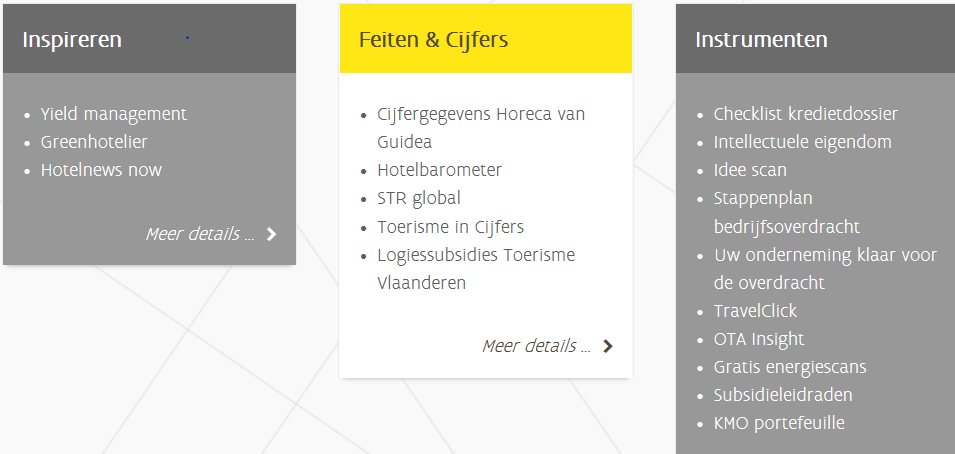 Inspireren
• Yield management
• Greenhotelier
• Hotelnews now
Meer details ...
Feiten & Cijfers
• Cijfergegevens Horeca van
Guidea
• Hotelbarometer
• STR global
• Toerisme in Cijfers
• Logiessubsidies Toerisme
Vlaanderen
Meer details ...
Instrumenten
• Checklist kredietdossier
• Intellectuele eigendom
• Idee scan
• Stappenplan
bedrijfsoverdracht
• Uw onderneming klaar voor
de overdracht
• TravelClick
• OTA Insight
• Gratis energiescans
• Subsidieleidraden
• KMO portefeuille